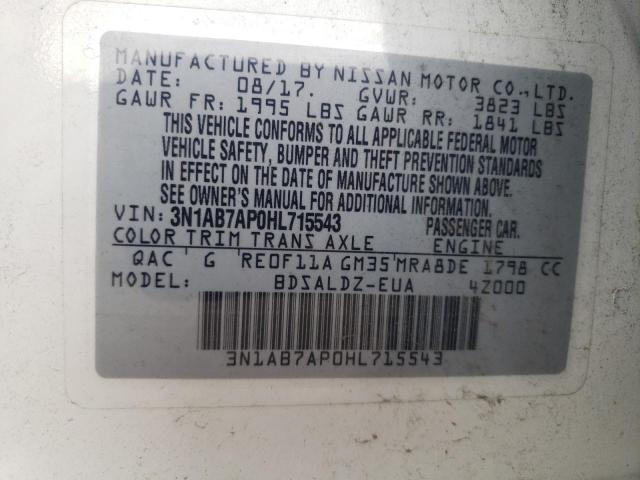 MANUFACTURED BY NISSAN MOTOR CO.,LTD.
DATE: 08/17. GVWR: 3823 LBS
GAWR FR: 1995 LBS GAWR RR: 1841 LBS
THIS VEHICLE CONFORMS TO ALL APPLICABLE FEDERAL MOTOR
VEHICLE SAFETY, BUMPER AND THEFT PREVENTION STANDARDS
IN EFFECT ON THE DATE OF MANUFACTURE SHOWN ABOVE.
SEE OWNER'S MANUAL FOR ADDITIONAL INFORMATION.
VIN: 3N1AB7AP0HL715543 PASSENGER CAR.
COLOR TRIM TRANS AXLE ENGINE
QAC G RE0F11A GM35 MRA8DE 1798 CC
MODEL: BDSALDZ-EUA 4Z000
3N1AB7AP0HL715543